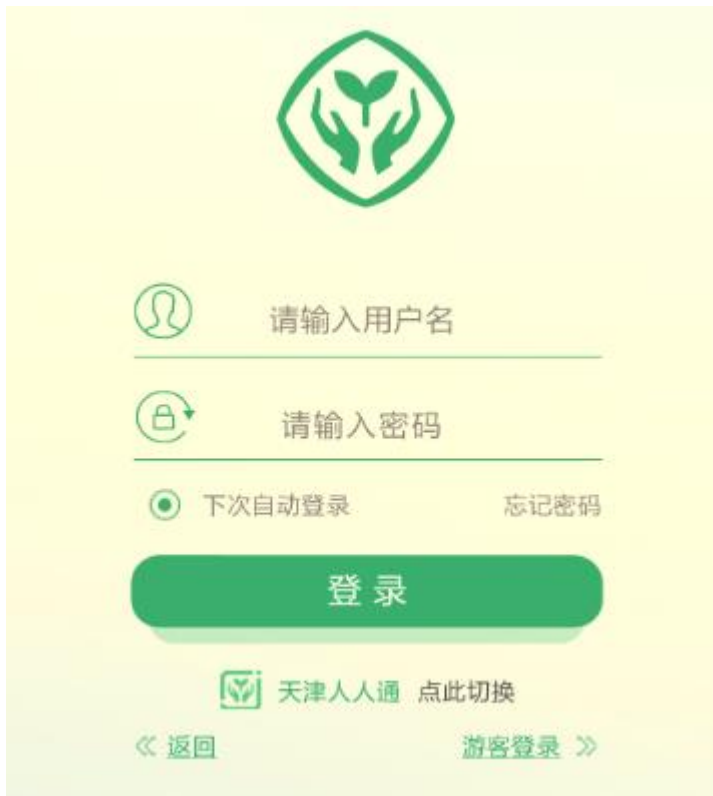 请输入用户名
请输入密码
下次自动登录 忘记密码
登录
天津人人通 点此切换
《 返回 游客登录 》